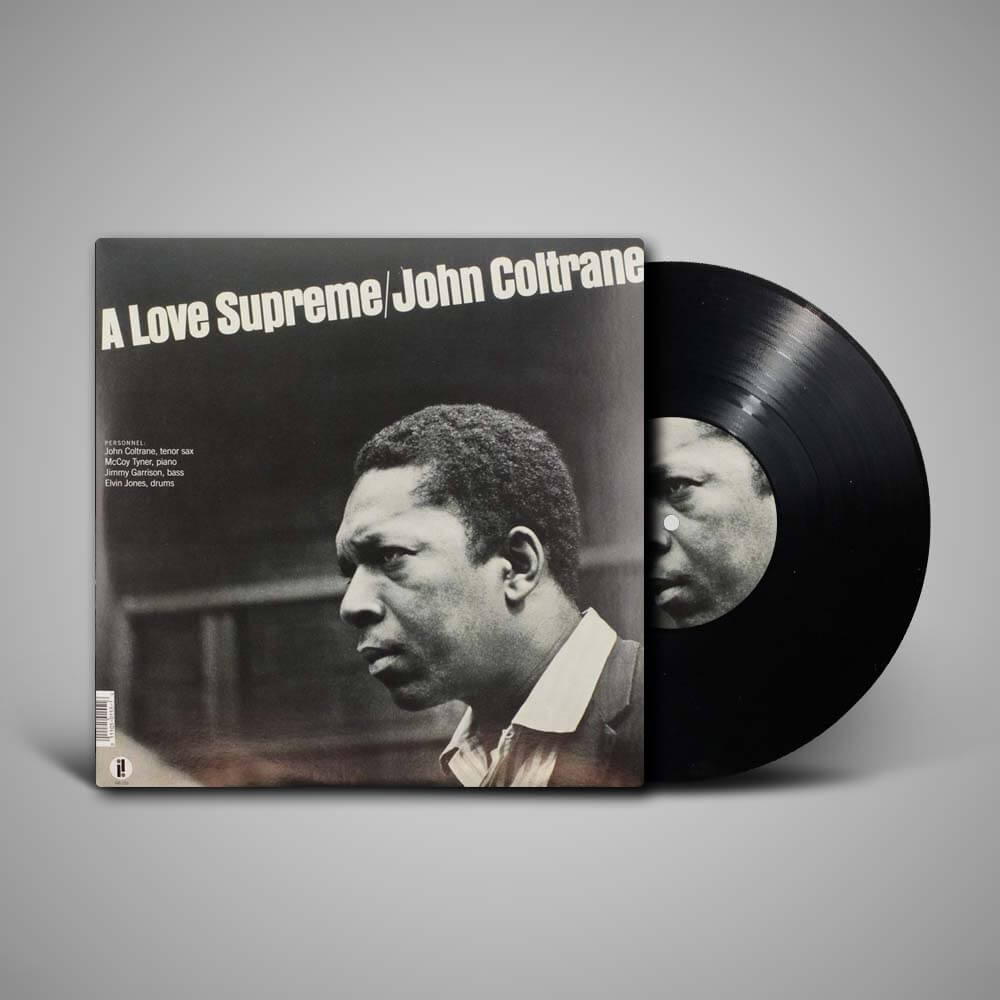 A Love Supreme/John Coltrane
PERSONNEL:
John Coltrane, tenor sax
McCoy Tyner, piano
Jimmy Garrison, bass
Elvin Jones, drums